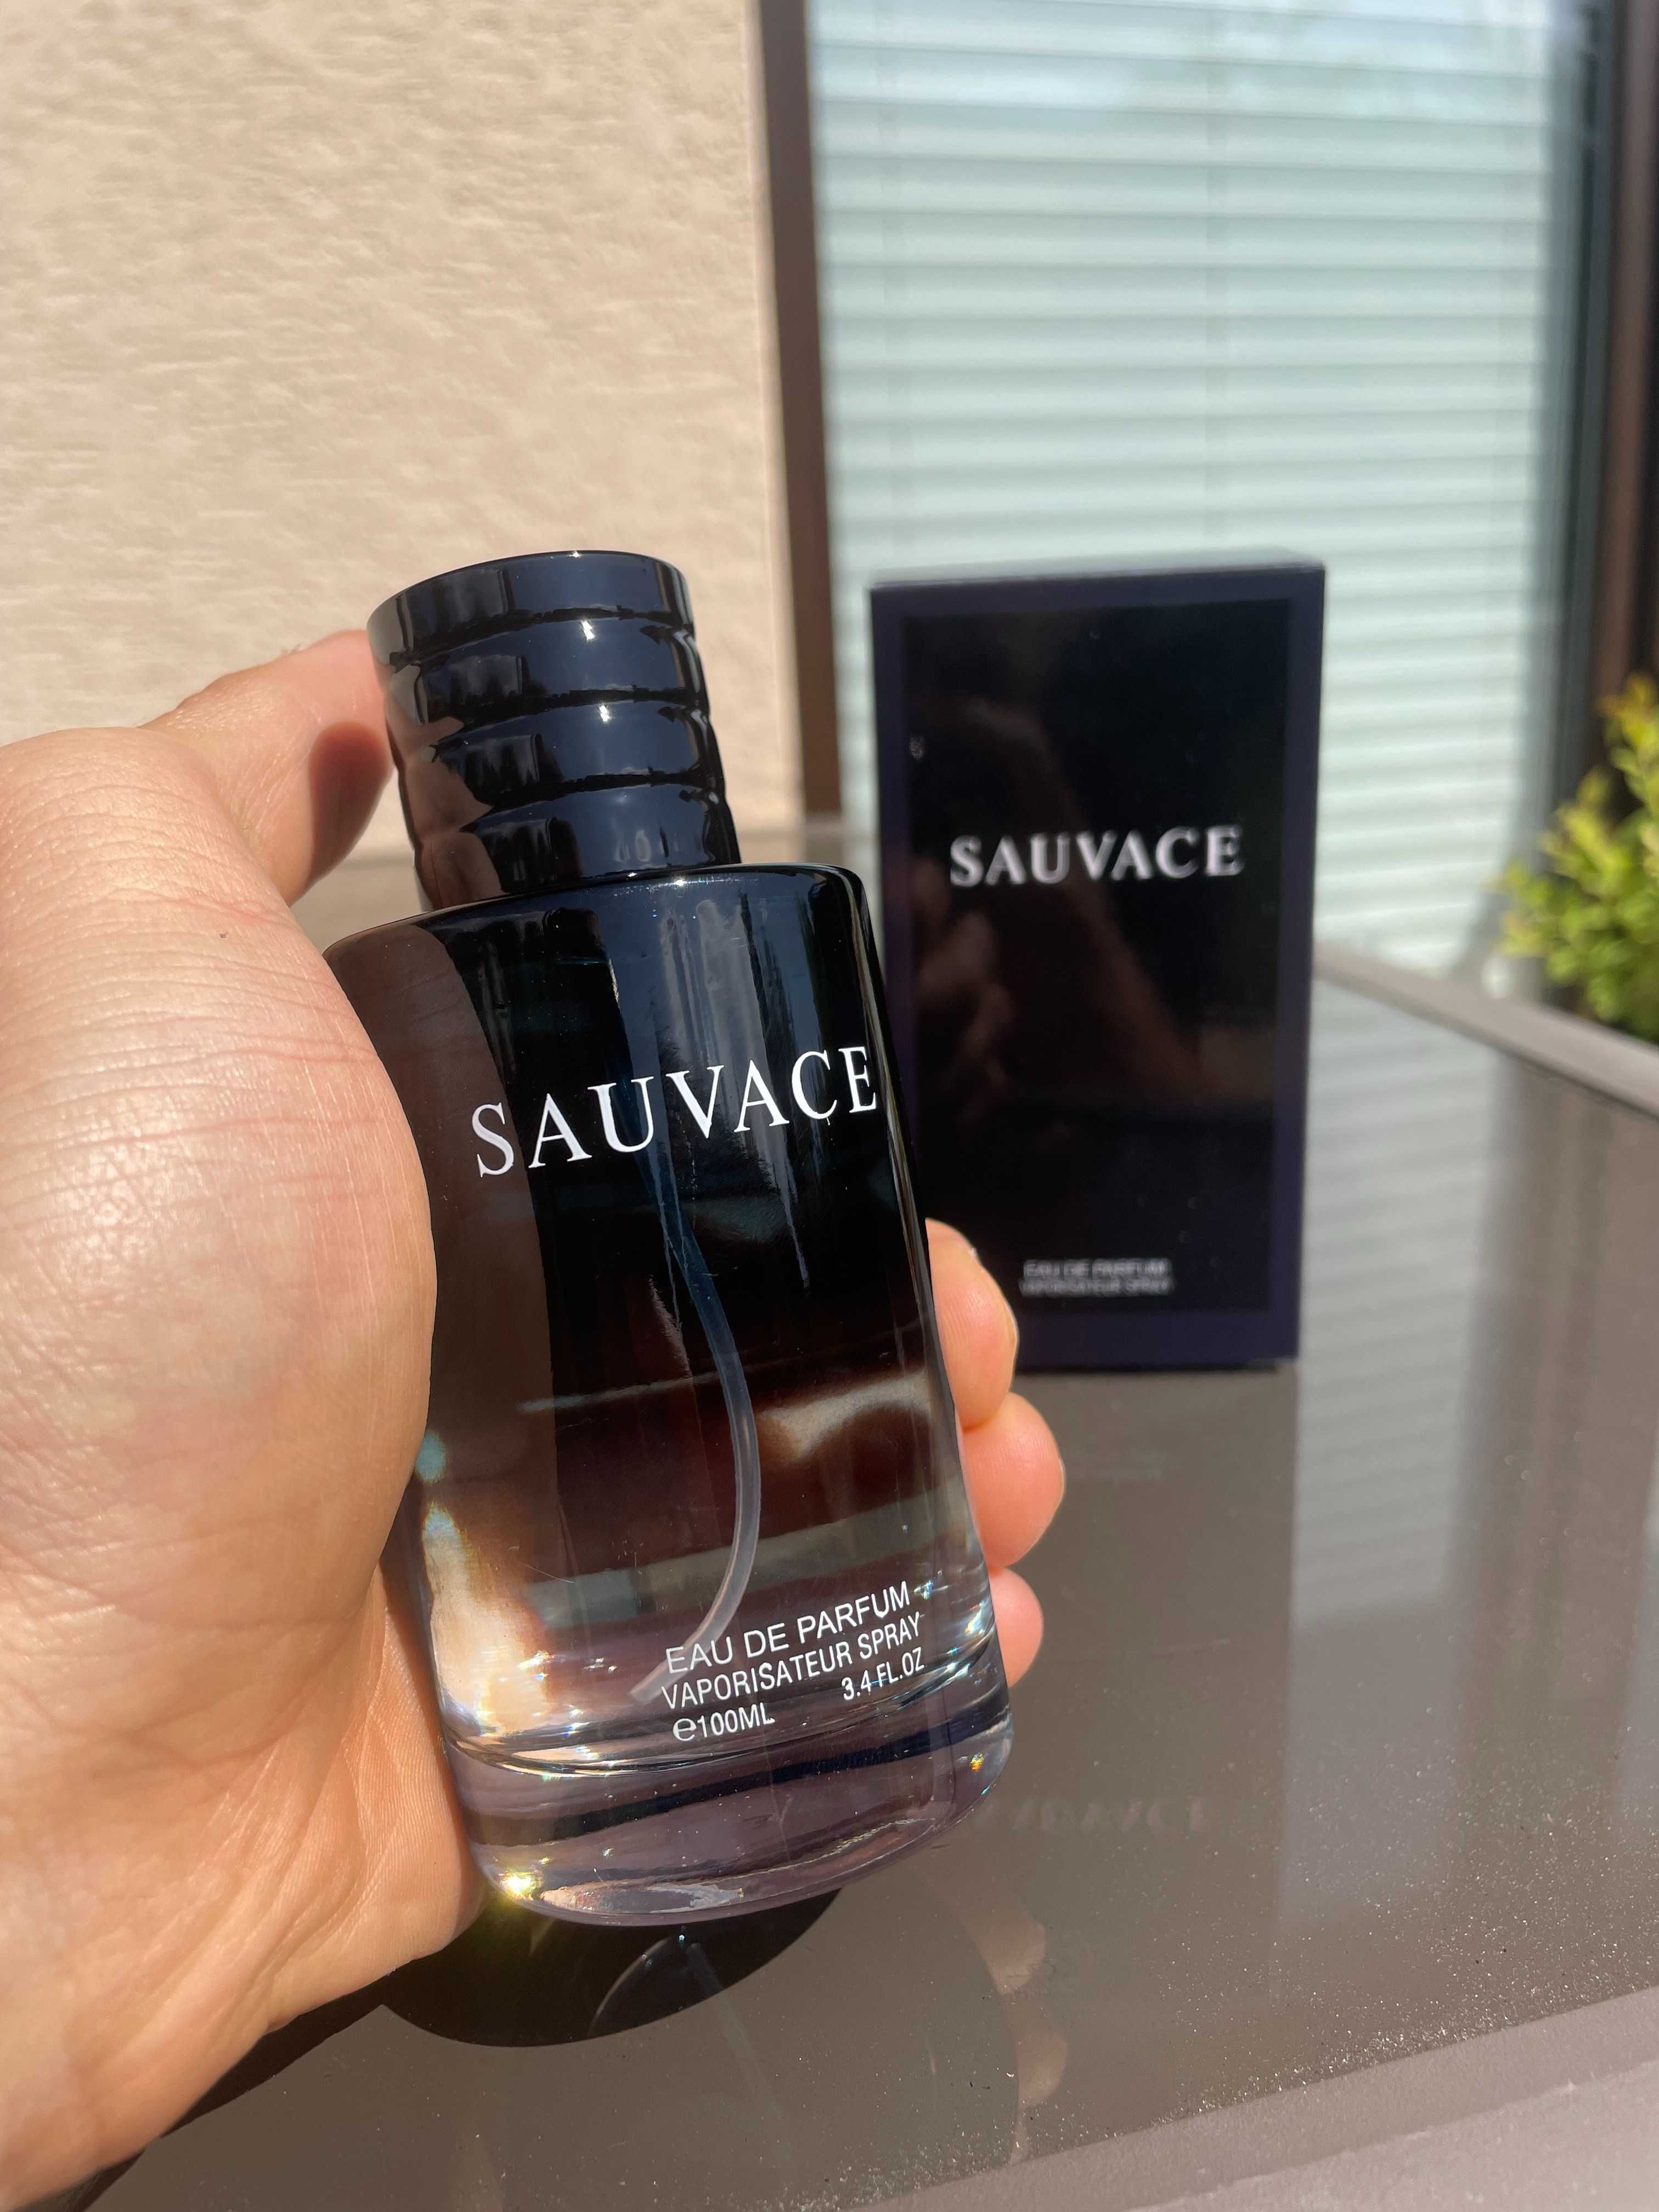 SAUVACE
EAU DE PARFUM
VAPORISATEUR SPRAY
℮100ML 3.4 FL.OZ
SAUVACE
EAU DE PARFUM
VAPORISATEUR SPRAY